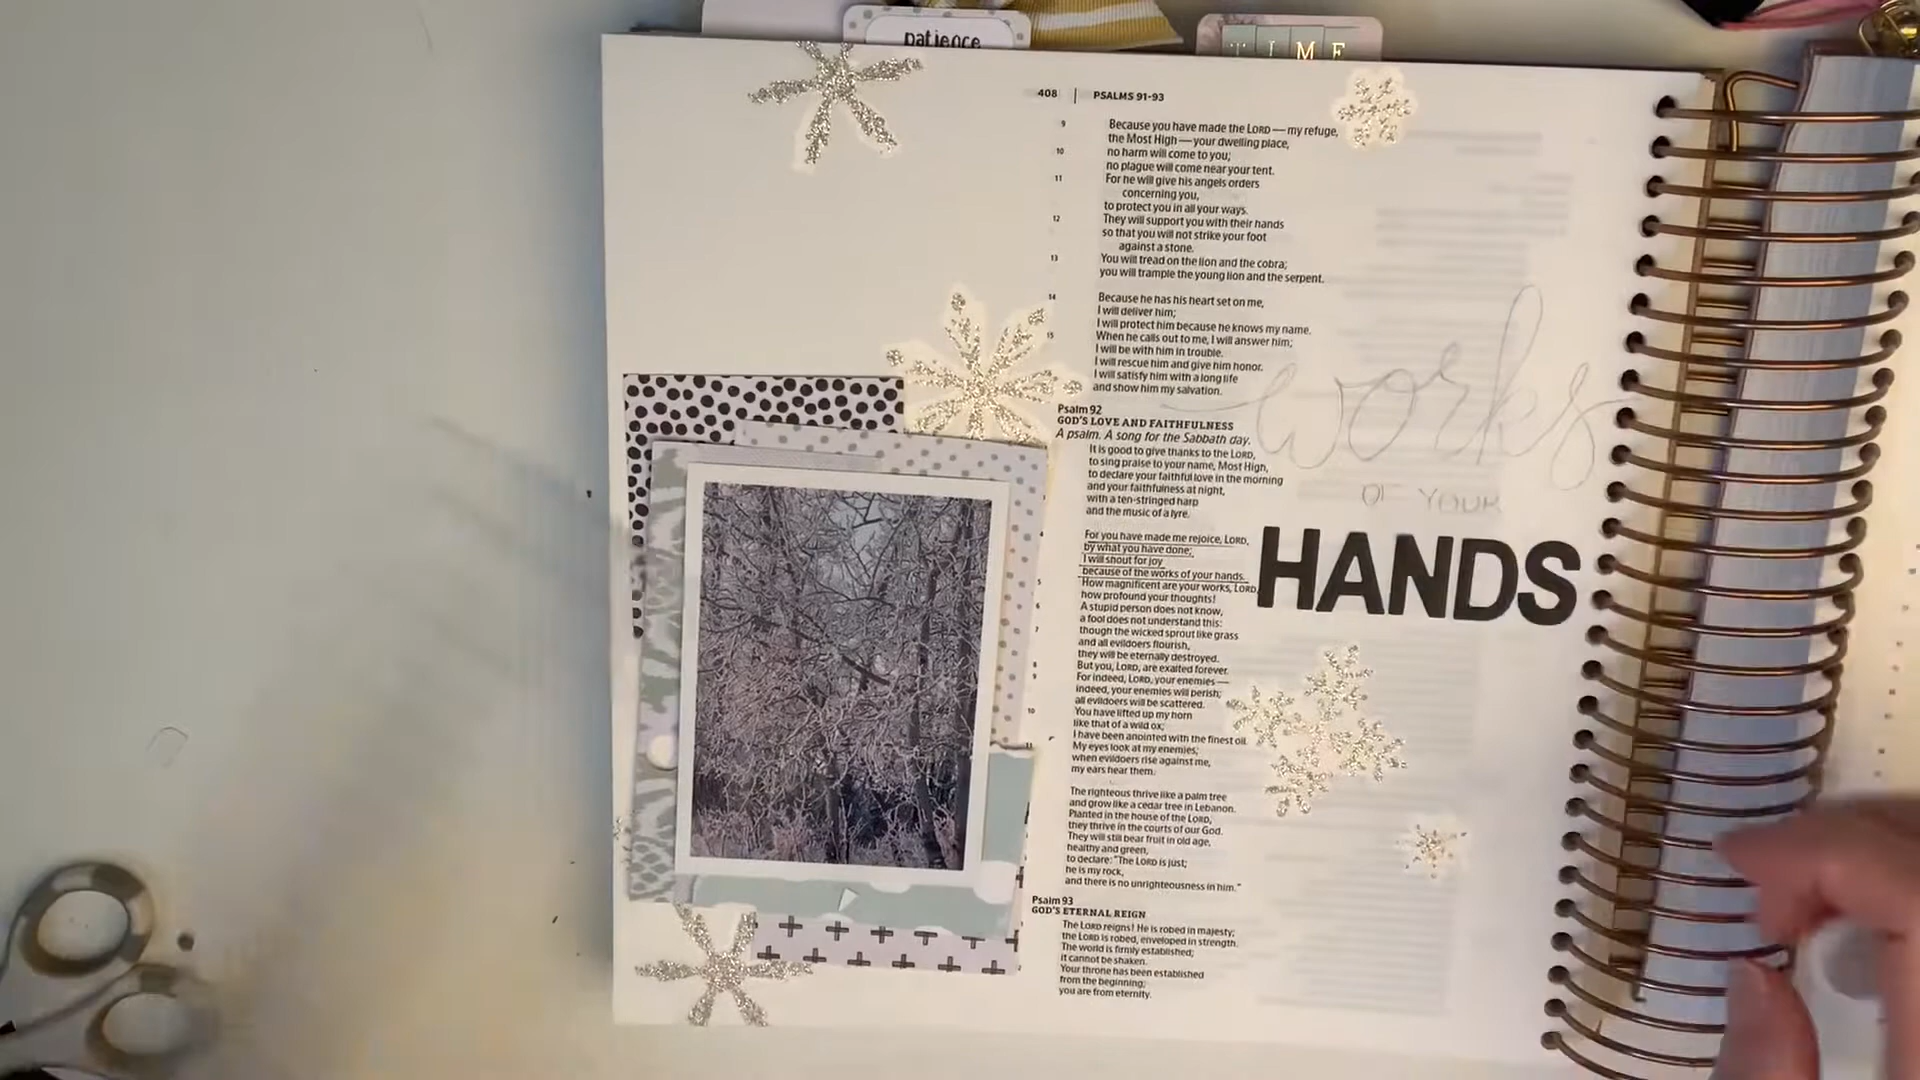 patience
TIME
408 | PSALMS 91-93
9 Because you have made the LORD — my refuge,
the Most High — your dwelling place,
10 no harm will come to you;
no plague will come near your tent.
11 For he will give his angels orders
concerning you,
to protect you in all your ways.
12 They will support you with their hands
so that you will not strike your foot
against a stone.
13 You will tread on the lion and the cobra;
you will trample the young lion and the serpent.
14 Because he has his heart set on me,
I will deliver him;
I will protect him because he knows my name.
15 When he calls out to me, I will answer him;
I will be with him in trouble.
I will rescue him and give him honor.
I will satisfy him with a long life
and show him my salvation.
Psalm 92
GOD'S LOVE AND FAITHFULNESS
A psalm. A song for the Sabbath day.
It is good to give thanks to the LORD,
to sing praise to your name, Most High,
to declare your faithful love in the morning
and your faithfulness at night,
with a ten-stringed harp
and the music of a lyre.
4 For you have made me rejoice, LORD,
by what you have done;
I will shout for joy
because of the works of your hands.
5 How magnificent are your works, LORD,
how profound your thoughts!
6 A stupid person does not know,
a fool does not understand this:
7 though the wicked sprout like grass
and all evildoers flourish,
they will be eternally destroyed.
8 But you, LORD, are exalted forever.
9 For indeed, LORD, your enemies —
indeed, your enemies will perish;
all evildoers will be scattered.
10 You have lifted up my horn
like that of a wild ox;
I have been anointed with the finest oil.
11 My eyes look at my enemies;
when evildoers rise against me,
my ears hear them.
The righteous thrive like a palm tree
and grow like a cedar tree in Lebanon.
Planted in the house of the LORD,
they thrive in the courts of our God.
They will still bear fruit in old age,
healthy and green,
to declare: "The LORD is just;
he is my rock,
and there is no unrighteousness in him."
Psalm 93
GOD'S ETERNAL REIGN
The LORD reigns! He is robed in majesty;
the LORD is robed, enveloped in strength.
The world is firmly established;
it cannot be shaken.
2 Your throne has been established
from the beginning;
you are from eternity.
works
OF YOUR
HANDS